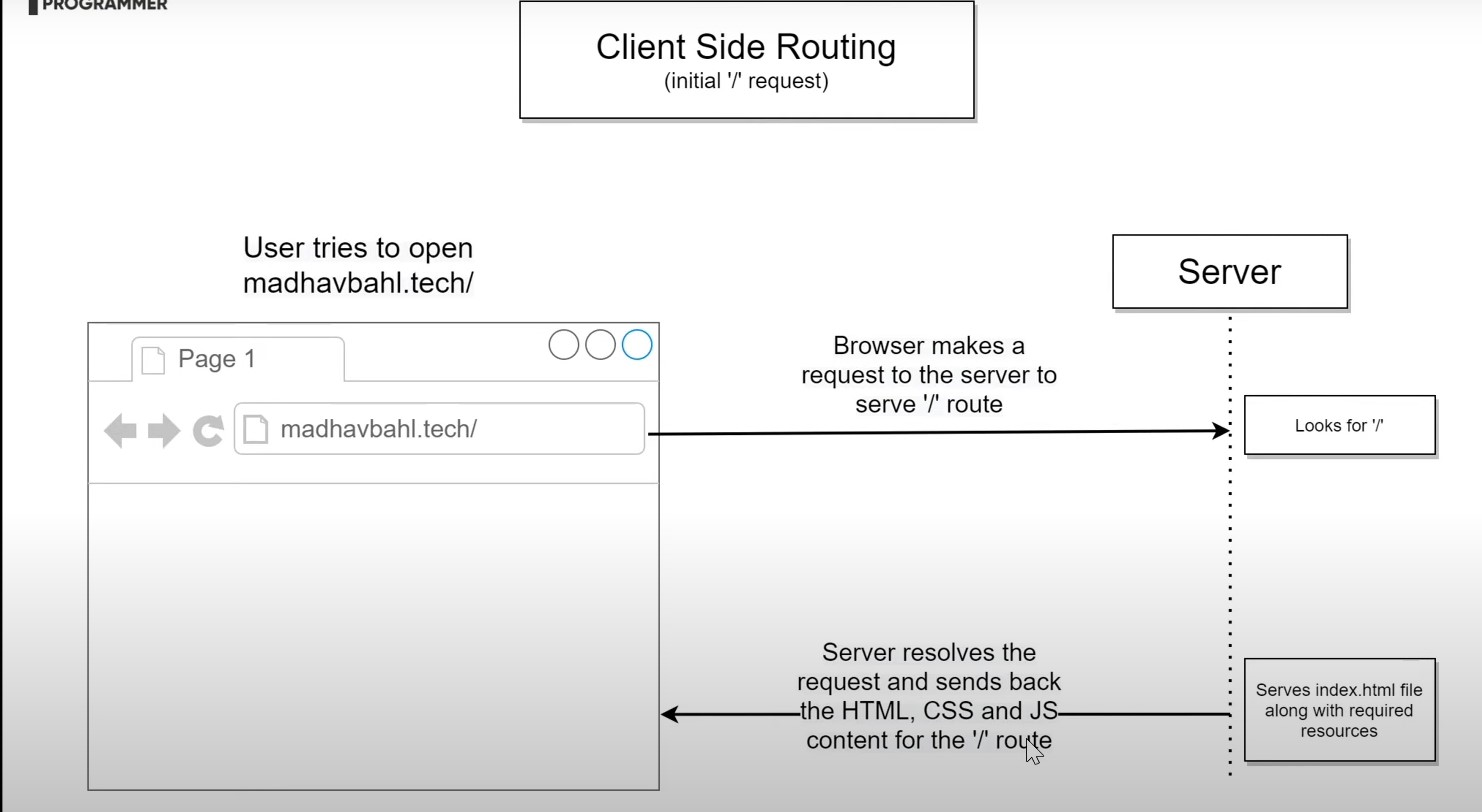 PROGRAMMER
Client Side Routing
(initial '/' request)
User tries to open
madhavbahl.tech/
Server
Page 1
madhavbahl.tech/
Browser makes a
request to the server to
serve '/' route
Looks for '/'
Server resolves the
request and sends back
the HTML, CSS and JS
content for the '/' route
Serves index.html file
along with required
resources